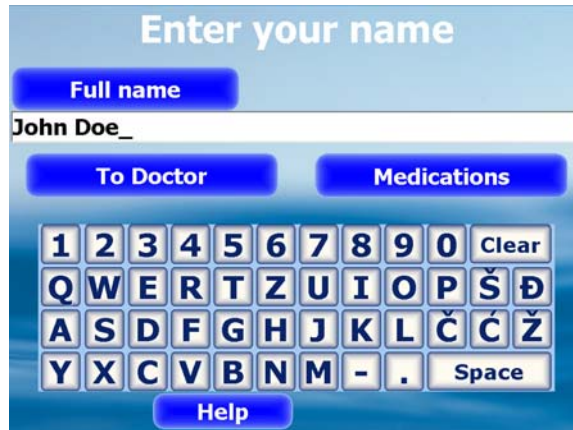 Enter your name
Full name
John Doe_
To Doctor Medications
1 2 3 4 5 6 7 8 9 0 Clear
Q W E R T Z U I O P Š Đ
A S D F G H J K L Č Ć Ž
Y X C V B N M - . Space
Help